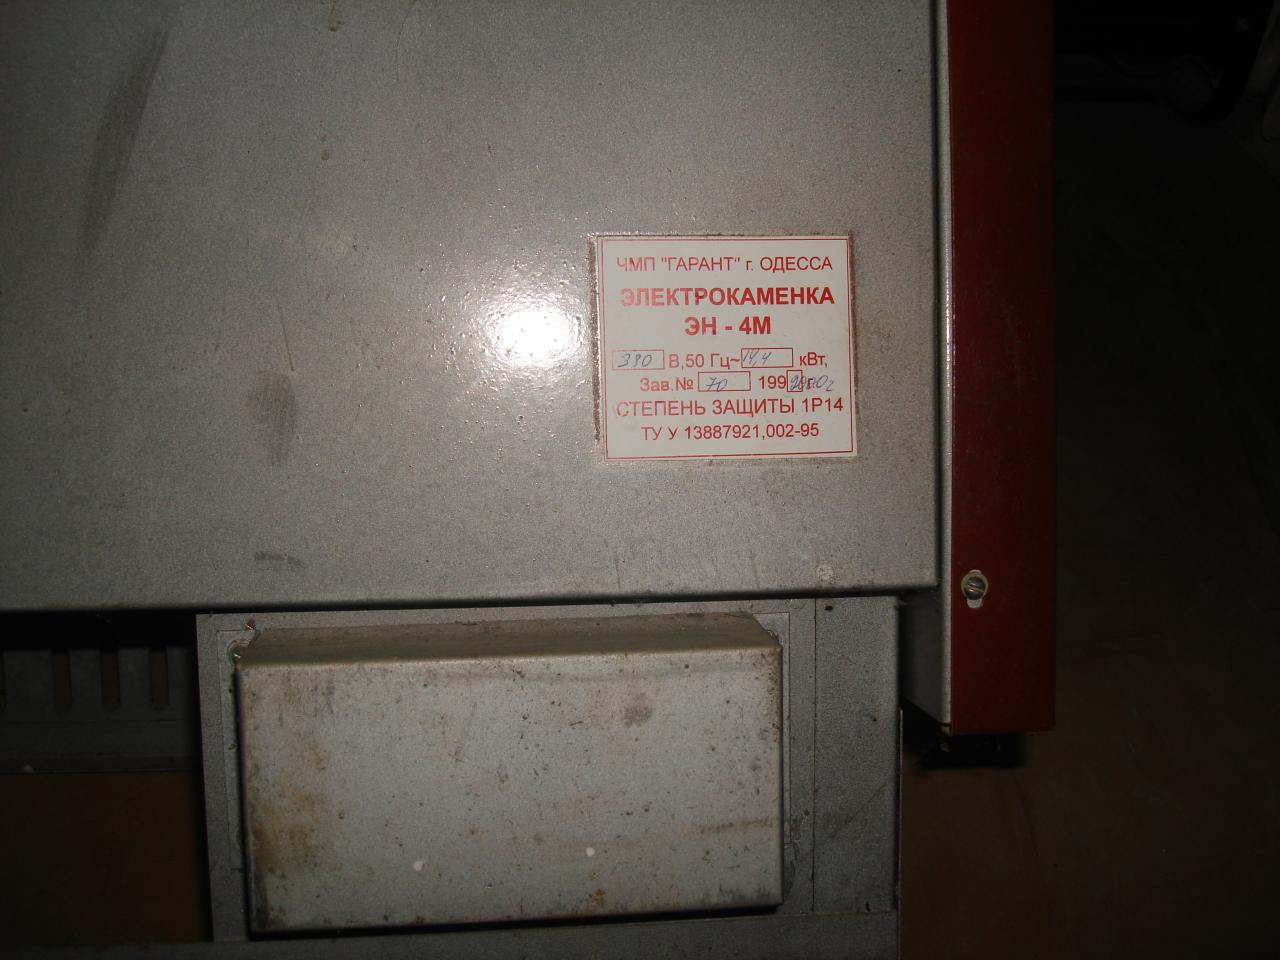 ЧМП "ГАРАНТ" г. ОДЕССА
ЭЛЕКТРОКАМЕНКА
ЭН - 4М
380 В,50 Гц~ 14,4 кВт,
Зав.№ 70 199
СТЕПЕНЬ ЗАЩИТЫ 1Р14
ТУ У 13887921,002-95